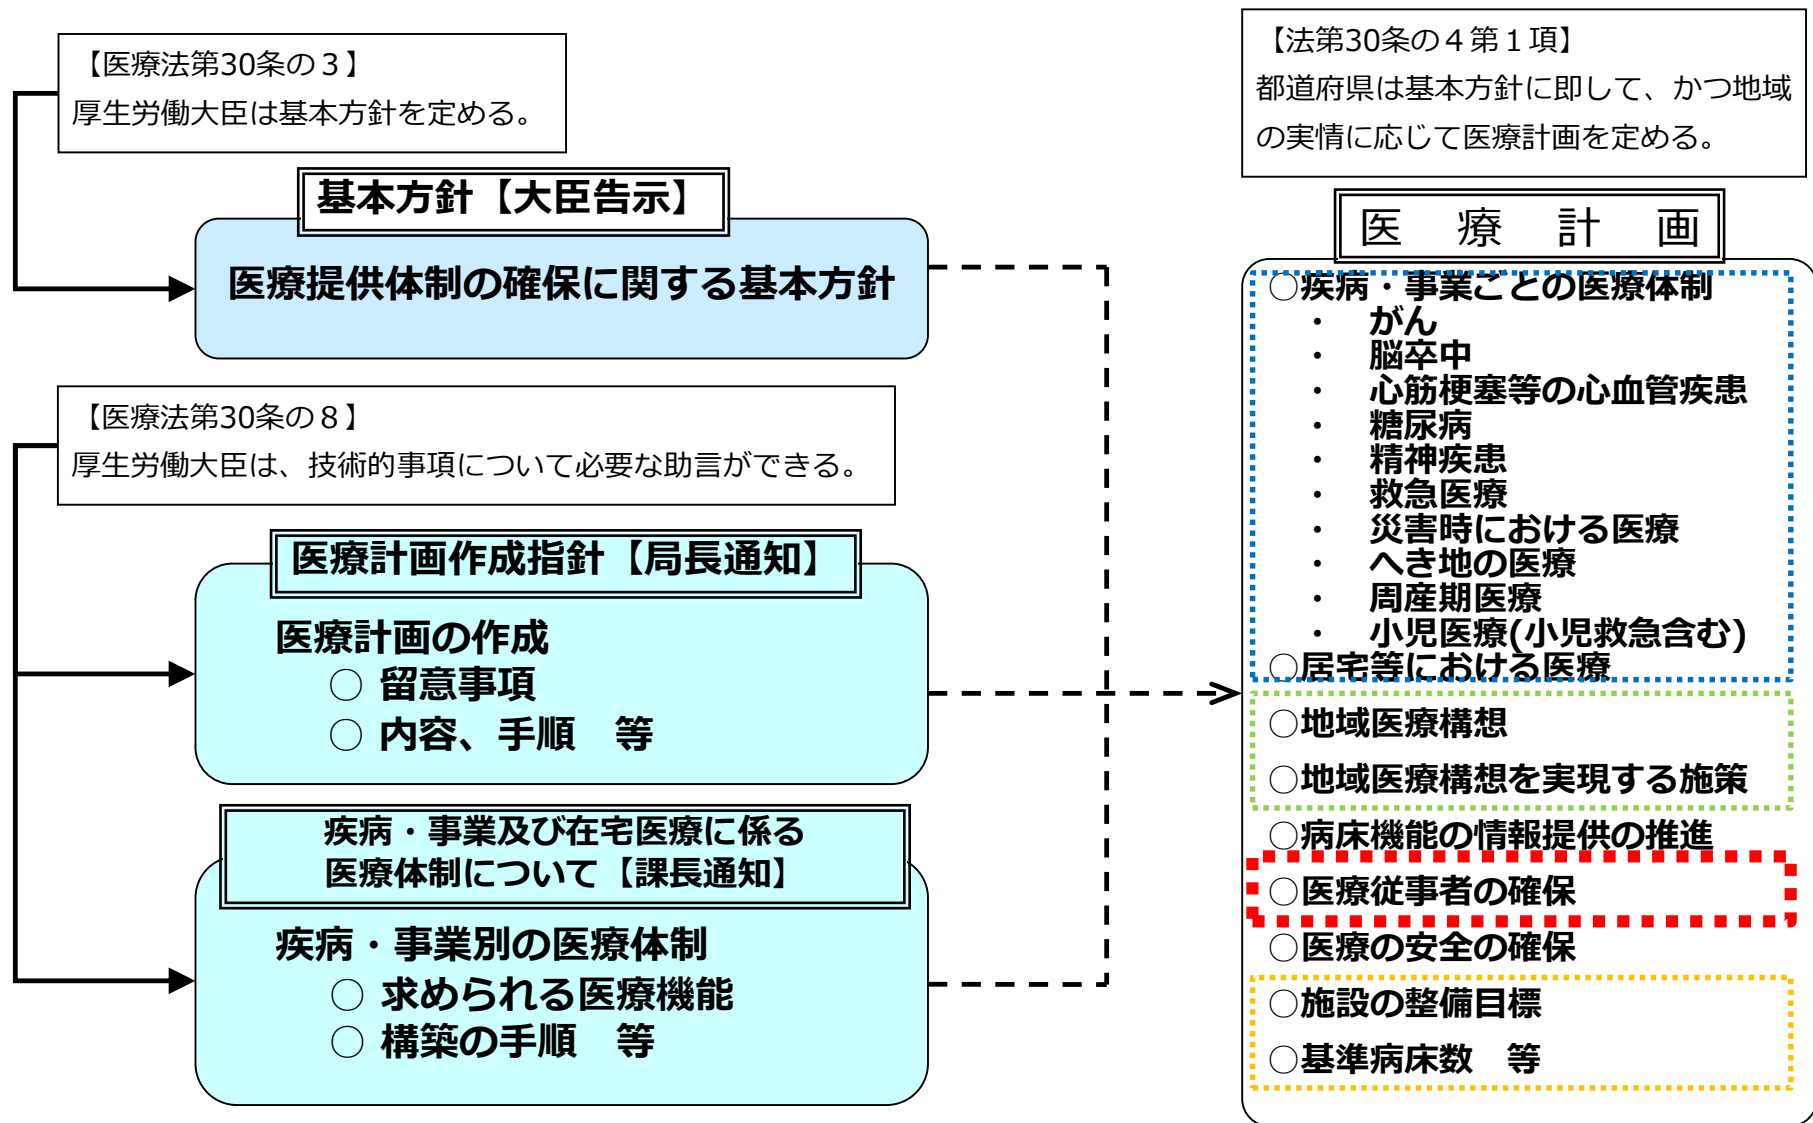 【医療法第30条の３】
厚生労働大臣は基本方針を定める。
基本方針【大臣告示】
医療提供体制の確保に関する基本方針
【医療法第30条の８】
厚生労働大臣は、技術的事項について必要な助言ができる。
医療計画作成指針【局長通知】
医療計画の作成
○ 留意事項
○ 内容、手順　等
疾病・事業及び在宅医療に係る
医療体制について【課長通知】
疾病・事業別の医療体制
○ 求められる医療機能
○ 構築の手順　等
【法第30条の４第１項】
都道府県は基本方針に即して、かつ地域
の実情に応じて医療計画を定める。
医　療　計　画
○疾病・事業ごとの医療体制
・　がん
・　脳卒中
・　心筋梗塞等の心血管疾患
・　糖尿病
・　精神疾患
・　救急医療
・　災害時における医療
・　へき地の医療
・　周産期医療
・　小児医療(小児救急含む)
○居宅等における医療
○地域医療構想
○地域医療構想を実現する施策
○病床機能の情報提供の推進
○医療従事者の確保
○医療の安全の確保
○施設の整備目標
○基準病床数　等